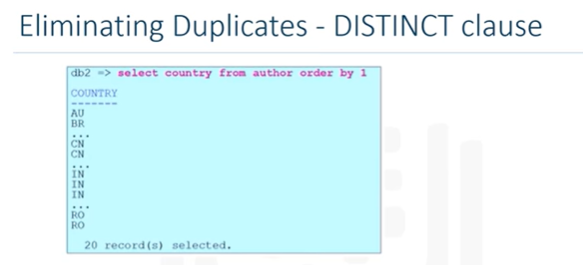 Eliminating Duplicates - DISTINCT clause
db2 => select country from author order by 1
COUNTRY
-------
AU
BR
...
CN
CN
...
IN
IN
IN
...
RO
RO
20 record(s) selected.